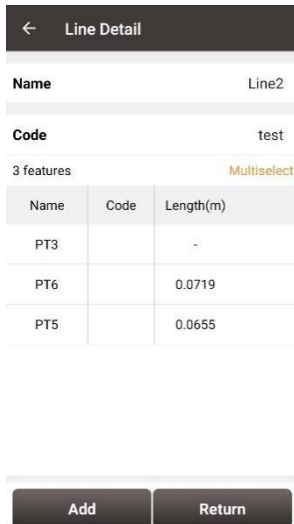 Line Detail
Name Line2
Code test
3 features Multiselect
Name Code Length(m)
PT3 -
PT6 0.0719
PT5 0.0655
Add Return